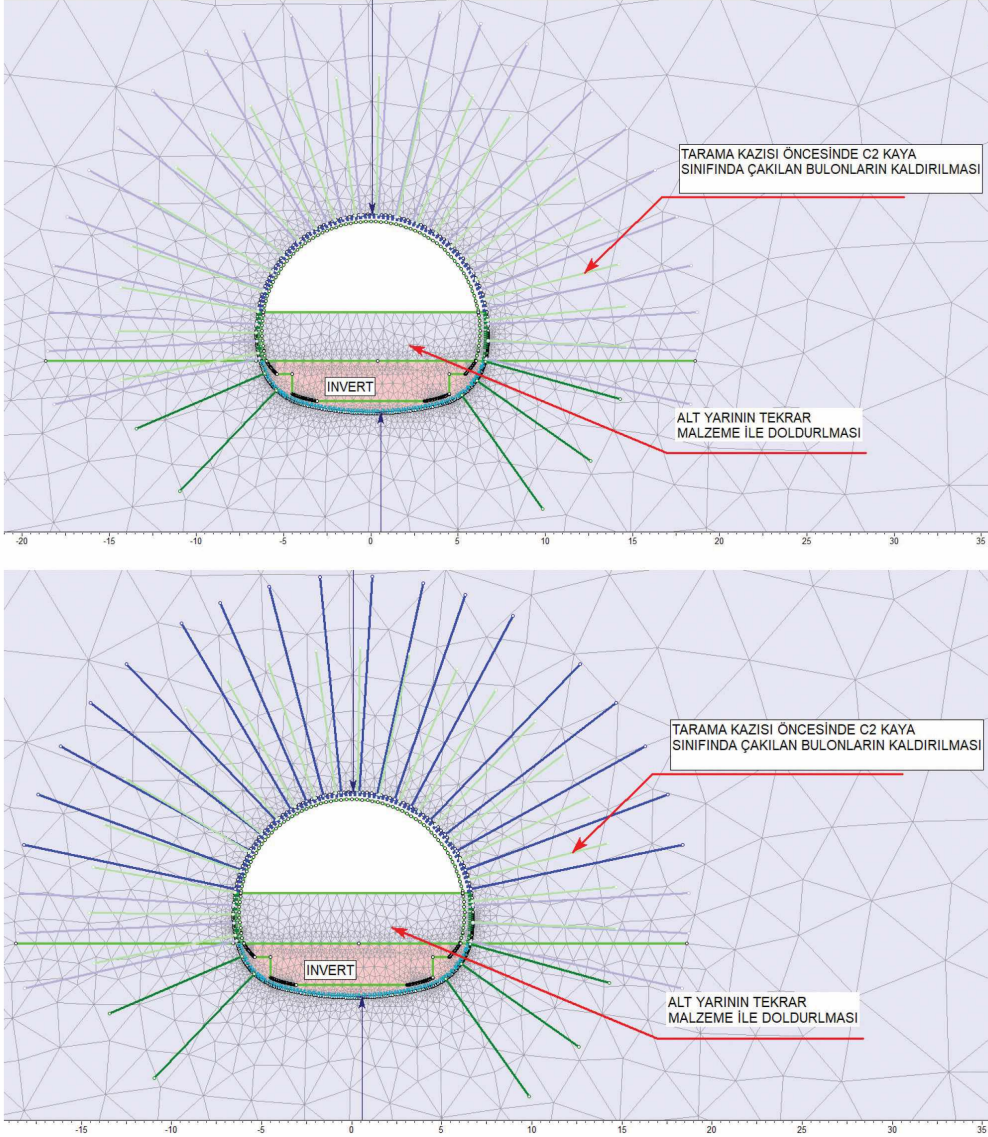 TARAMA KAZISI ÖNCESİNDE C2 KAYA
SINIFINDA ÇAKILAN BULONLARIN KALDIRILMASI
INVERT
ALT YARININ TEKRAR
MALZEME İLE DOLDURLMASI
-20 -15 -10 -5 0 5 10 15 20 25 30 35
TARAMA KAZISI ÖNCESİNDE C2 KAYA
SINIFINDA ÇAKILAN BULONLARIN KALDIRILMASI
INVERT
ALT YARININ TEKRAR
MALZEME İLE DOLDURLMASI
-15 -10 -5 0 5 10 15 20 25 30 35